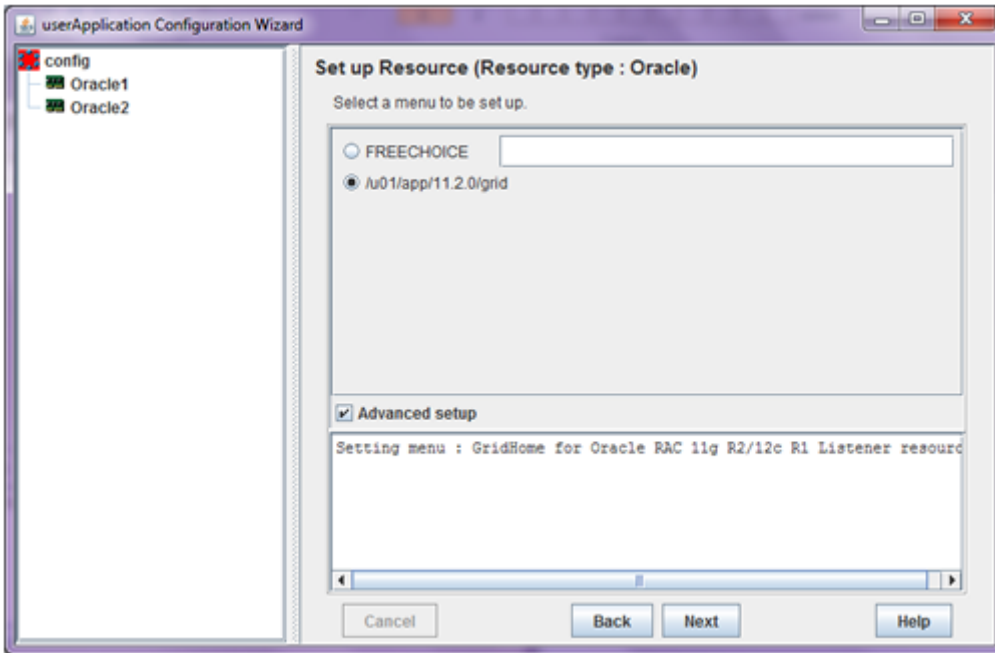 userApplication Configuration Wizard
config
Oracle1
Oracle2
Set up Resource (Resource type : Oracle)
Select a menu to be set up.
FREECHOICE
/u01/app/11.2.0/grid
Advanced setup
Setting menu : GridHome for Oracle RAC 11g R2/12c R1 Listener resourc
Cancel
Back
Next
Help